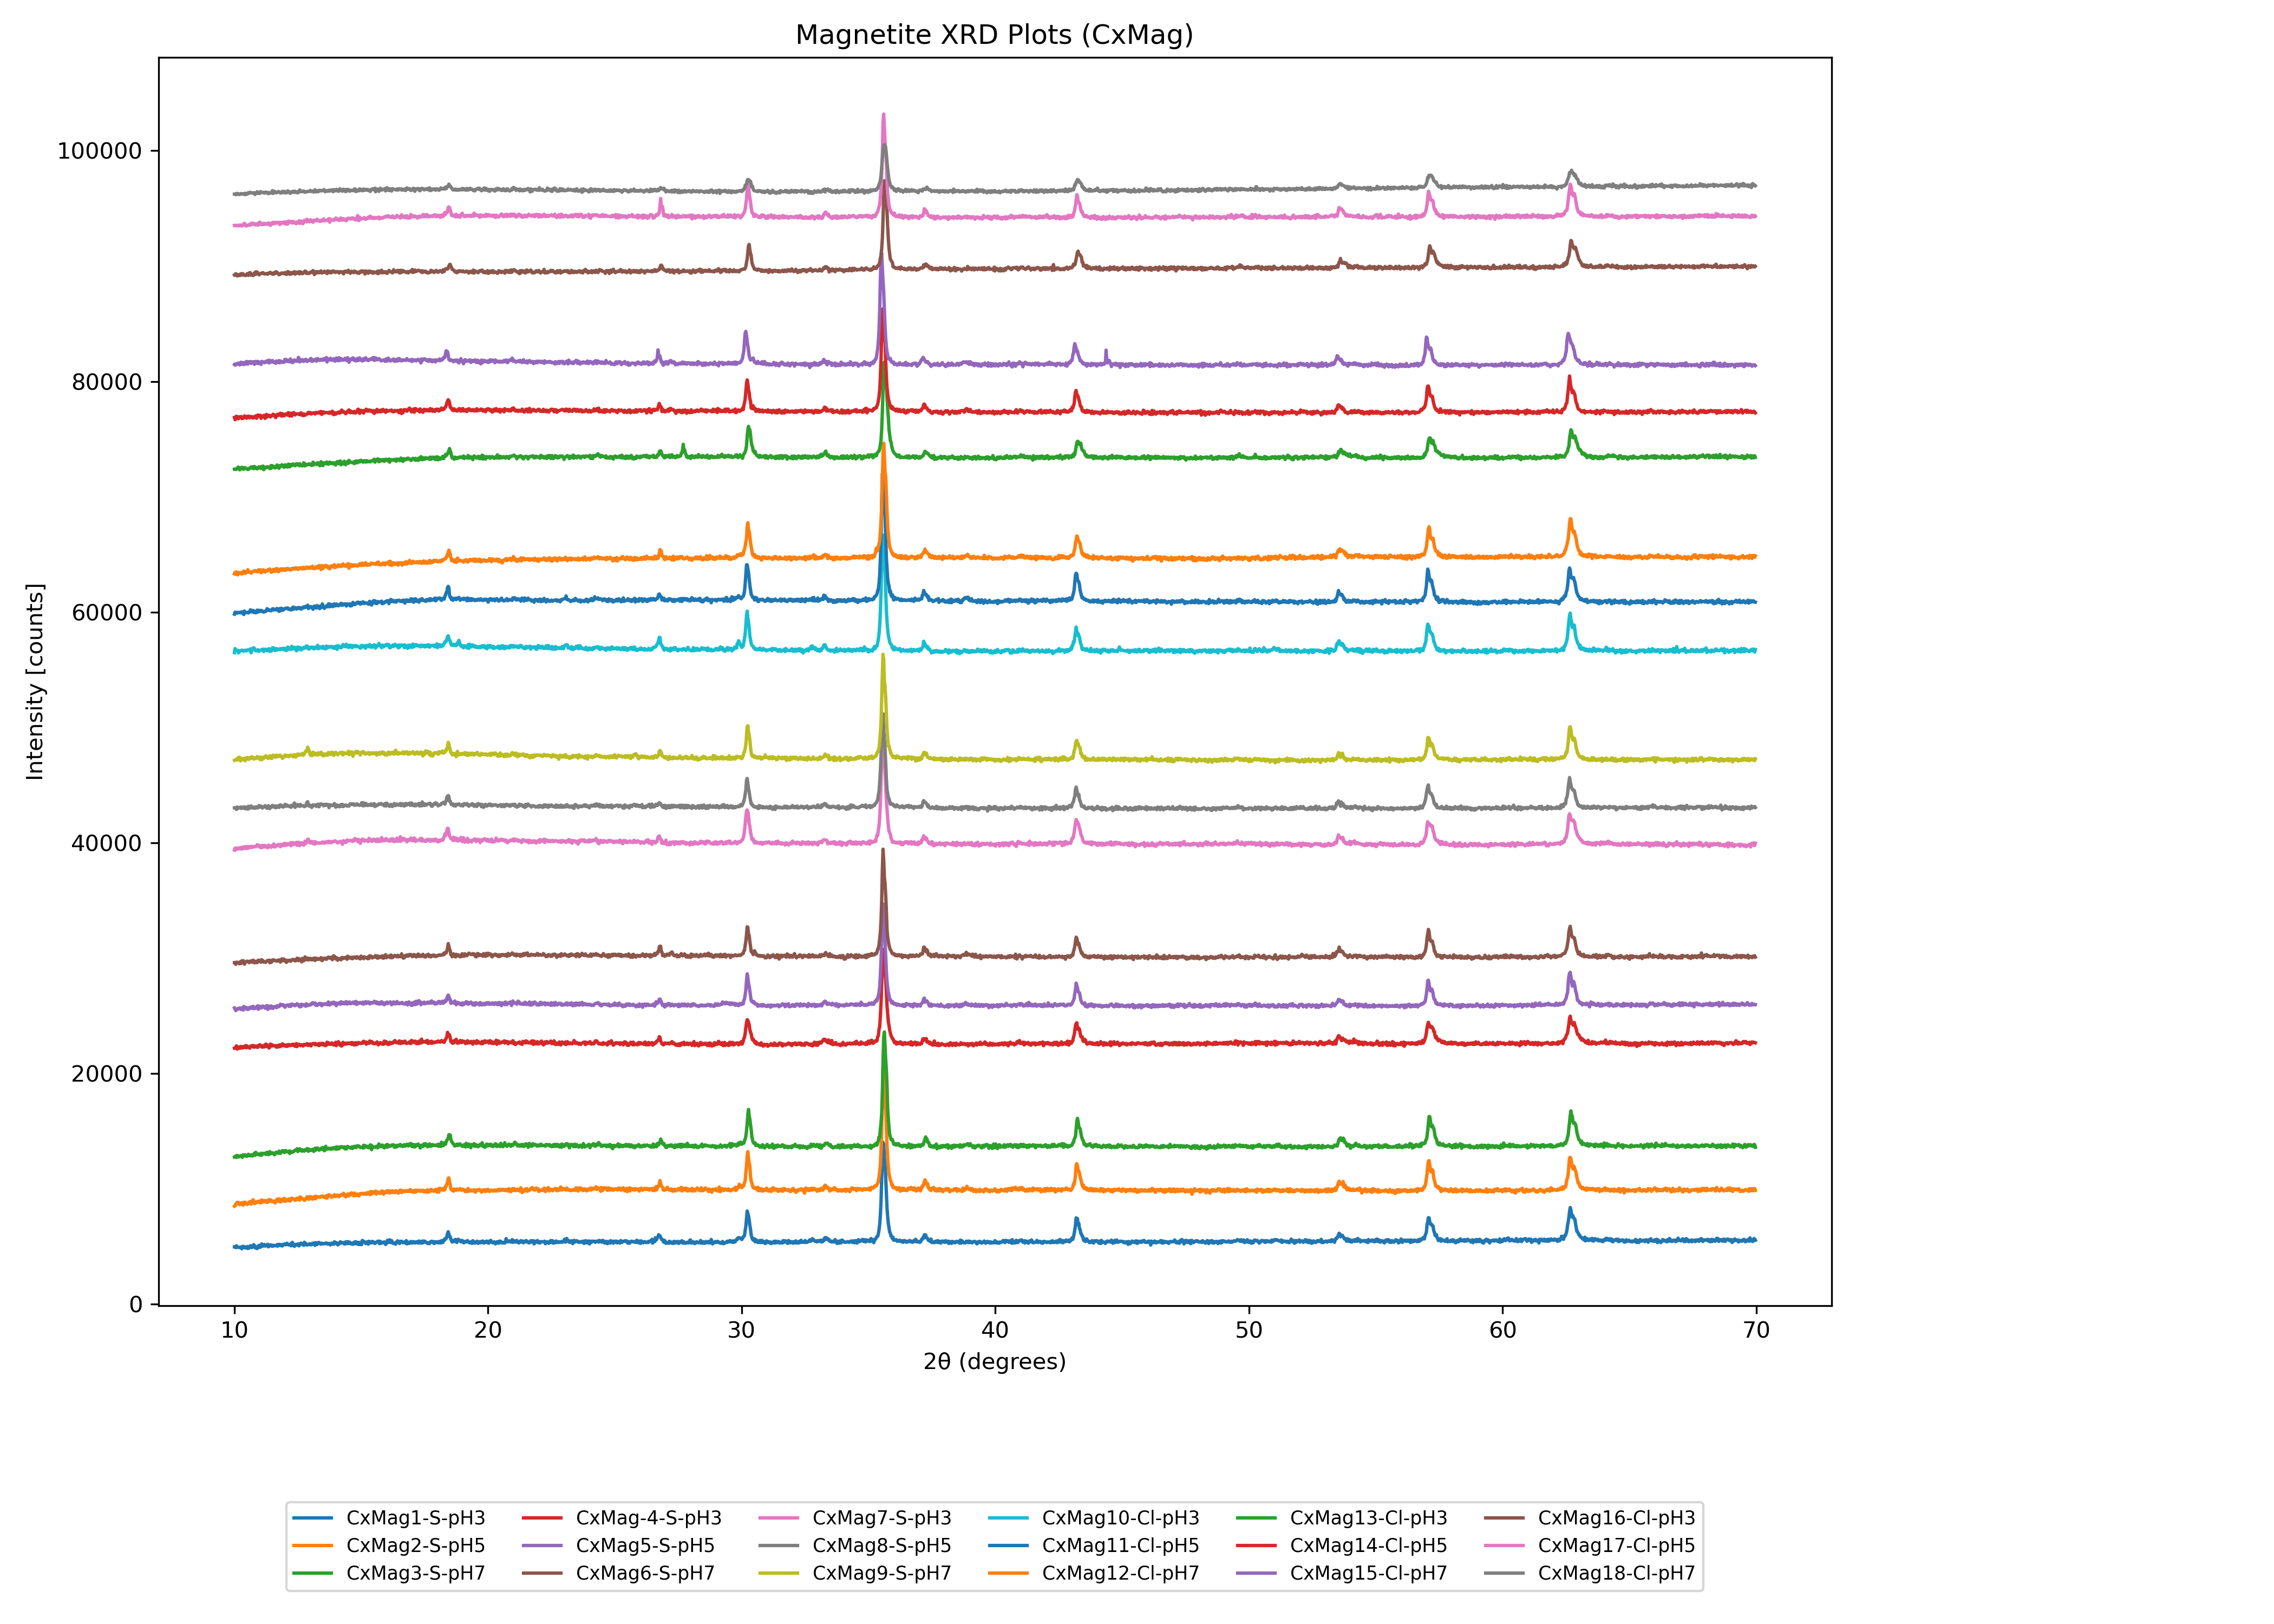 Magnetite XRD Plots (CxMag)
100000
80000
60000
40000
20000
0
Intensity [counts]
10 20 30 40 50 60 70
2θ (degrees)
CxMag1-S-pH3 CxMag-4-S-pH3 CxMag7-S-pH3 CxMag10-Cl-pH3 CxMag13-Cl-pH3 CxMag16-Cl-pH3
CxMag2-S-pH5 CxMag5-S-pH5 CxMag8-S-pH5 CxMag11-Cl-pH5 CxMag14-Cl-pH5 CxMag17-Cl-pH5
CxMag3-S-pH7 CxMag6-S-pH7 CxMag9-S-pH7 CxMag12-Cl-pH7 CxMag15-Cl-pH7 CxMag18-Cl-pH7